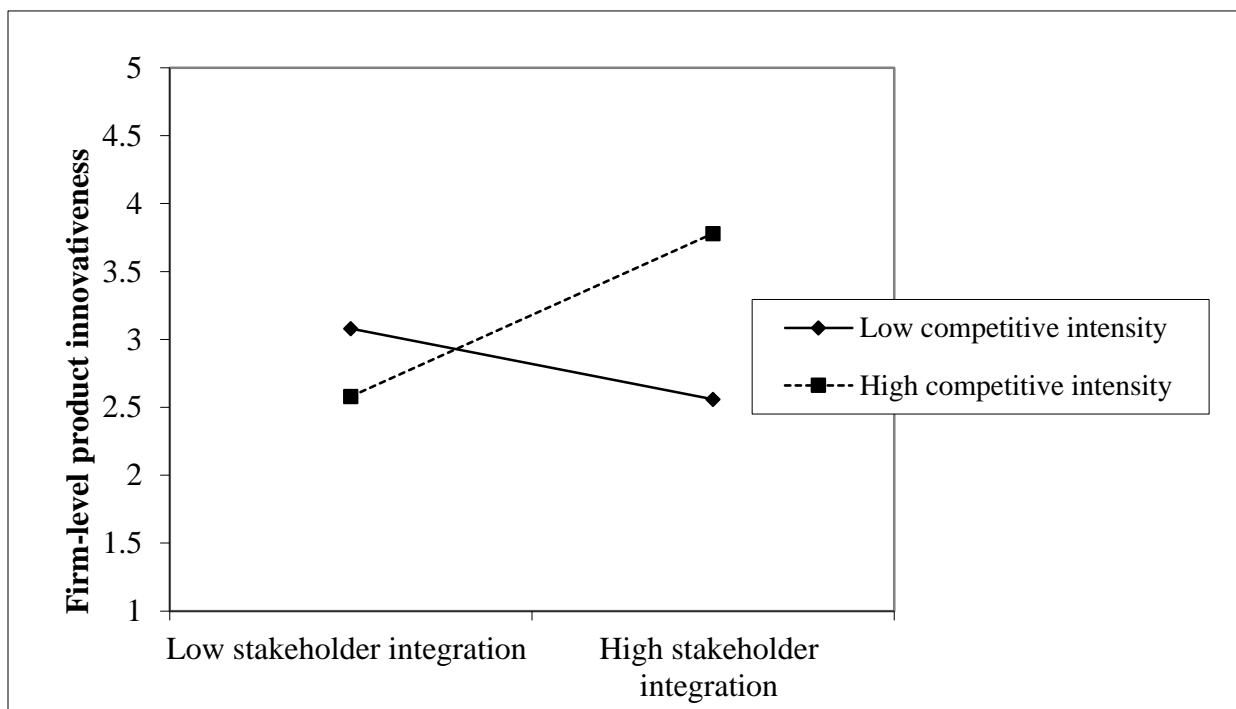 Firm-level product innovativeness
5
4.5
4
3.5
3
2.5
2
1.5
1
Low stakeholder integration
High stakeholder
integration
Low competitive intensity
High competitive intensity